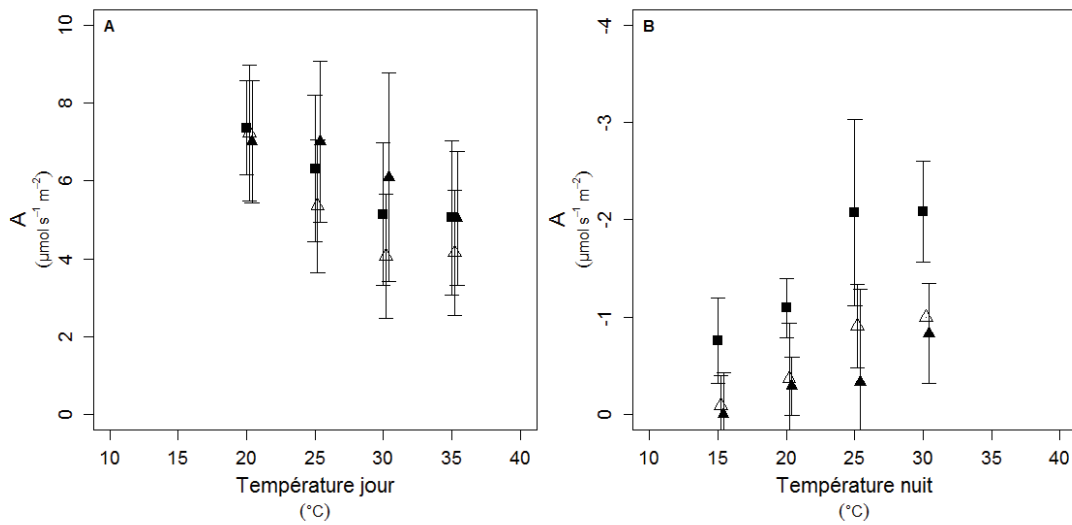 A
10
8
6
4
2
0
A
(µmol s⁻¹ m⁻²)
10 15 20 25 30 35 40
Température jour
(°C)
B
-4
-3
-2
-1
0
A
(µmol s⁻¹ m⁻²)
10 15 20 25 30 35 40
Température nuit
(°C)